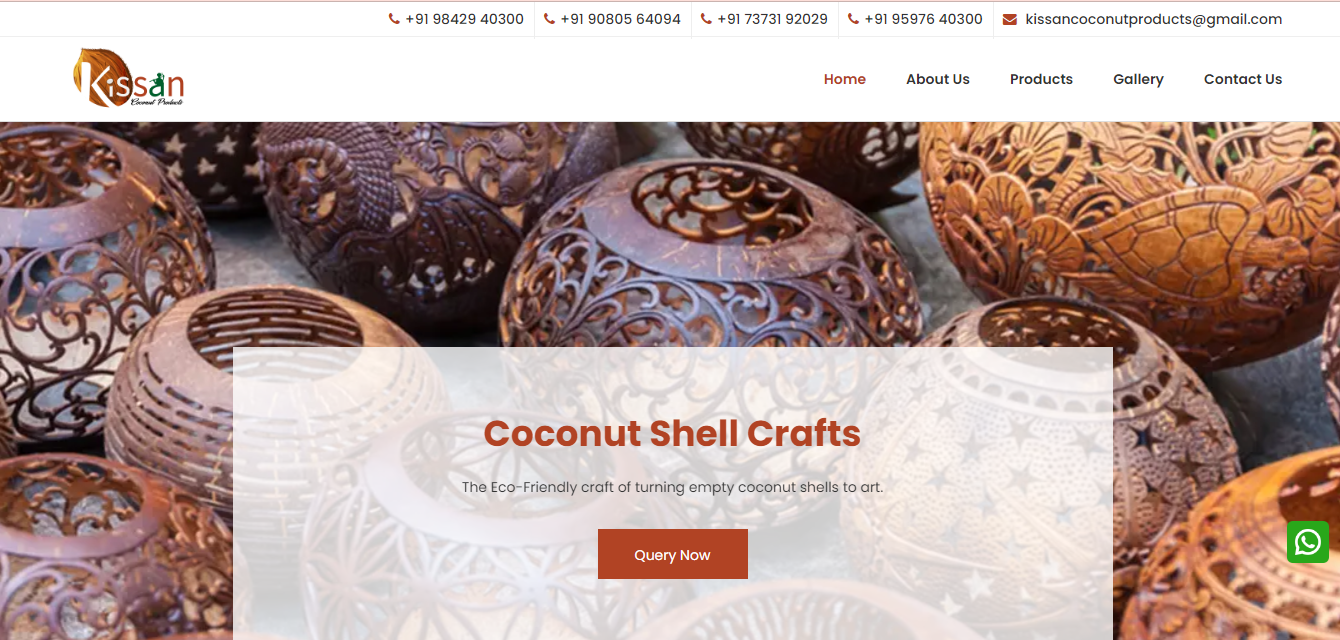 +91 98429 40300 +91 90805 64094 +91 73731 92029 +91 95976 40300 kissancoconutproducts@gmail.com
Kissan
Coconut Products
Home About Us Products Gallery Contact Us
Coconut Shell Crafts
The Eco-Friendly craft of turning empty coconut shells to art.
Query Now